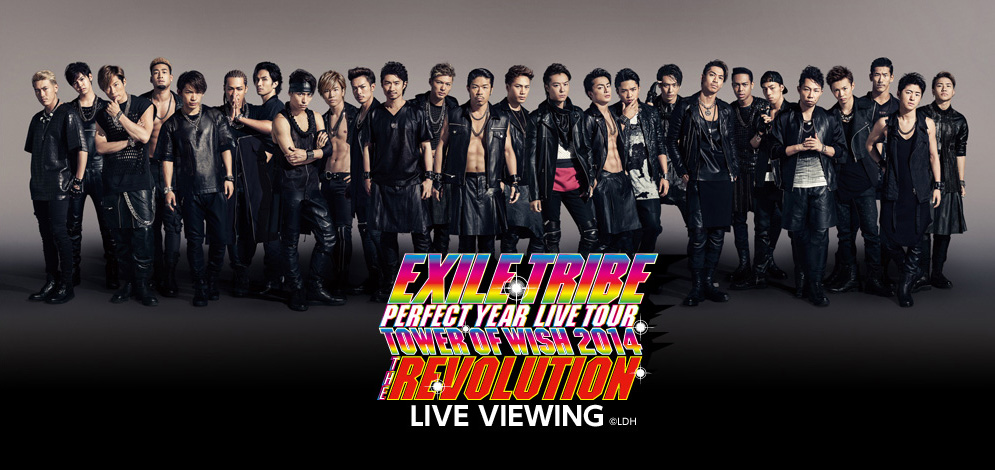 EXILE TRIBE
PERFECT YEAR LIVE TOUR
TOWER OF WISH 2014
THE REVOLUTION
LIVE VIEWING ©LDH